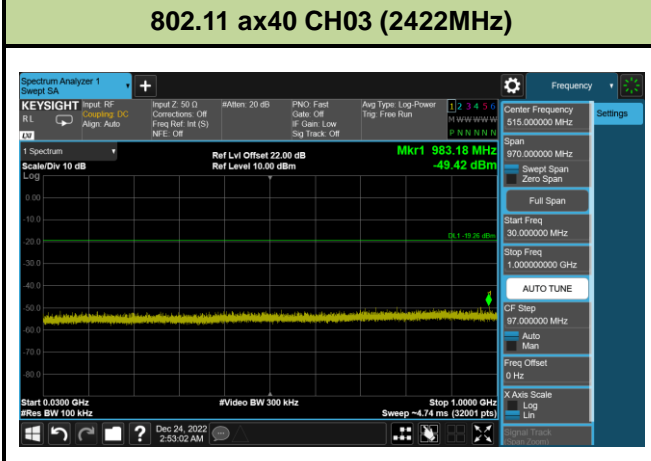 802.11 ax40 CH03 (2422MHz)
Spectrum Analyzer 1
Swept SA
+
Frequency
KEYSIGHT
RL
LXI
Input: RF
Coupling: DC
Align: Auto
Input Z: 50 Ω
Corrections: Off
Freq Ref: Int (S)
NFE: Off
#Atten: 20 dB
PNO: Fast
Gate: Off
IF Gain: Low
Sig Track: Off
Avg Type: Log-Power
Trig: Free Run
1 2 3 4 5 6
M W W W W W
P N N N N N
1 Spectrum
Scale/Div 10 dB
Log
Ref Lvl Offset 22.00 dB
Ref Level 10.00 dBm
Mkr1 983.18 MHz
-49.42 dBm
0.00
-10.0
-20.0
-30.0
-40.0
-50.0
-60.0
-70.0
-80.0
DL1 -19.26 dBm
Start 0.0300 GHz
#Res BW 100 kHz
#Video BW 300 kHz
Stop 1.0000 GHz
Sweep ~4.74 ms (32001 pts)
Center Frequency
515.000000 MHz
Settings
Span
970.000000 MHz
Swept Span
Zero Span
Full Span
Start Freq
30.000000 MHz
Stop Freq
1.000000000 GHz
AUTO TUNE
CF Step
97.000000 MHz
Auto
Man
Freq Offset
0 Hz
X Axis Scale
Log
Lin
Signal Track
(Span Zoom)
?
Dec 24, 2022
2:53:02 AM